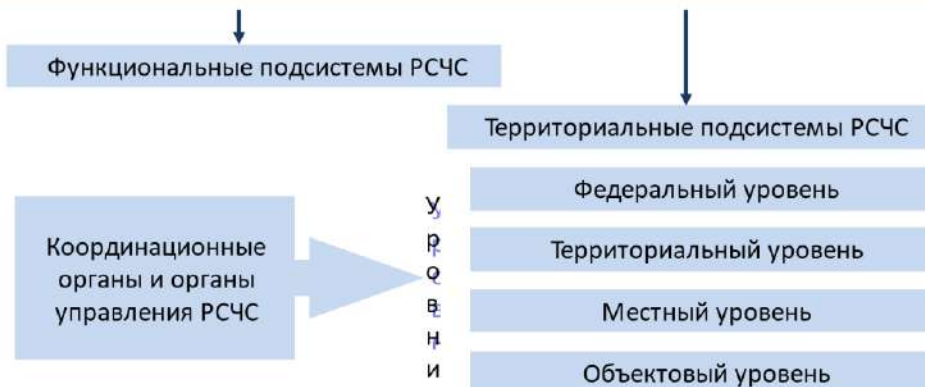 Функциональные подсистемы РСЧС
Территориальные подсистемы РСЧС
Координационные
органы и органы
управления РСЧС
Уровни
Федеральный уровень
Территориальный уровень
Местный уровень
Объектовый уровень